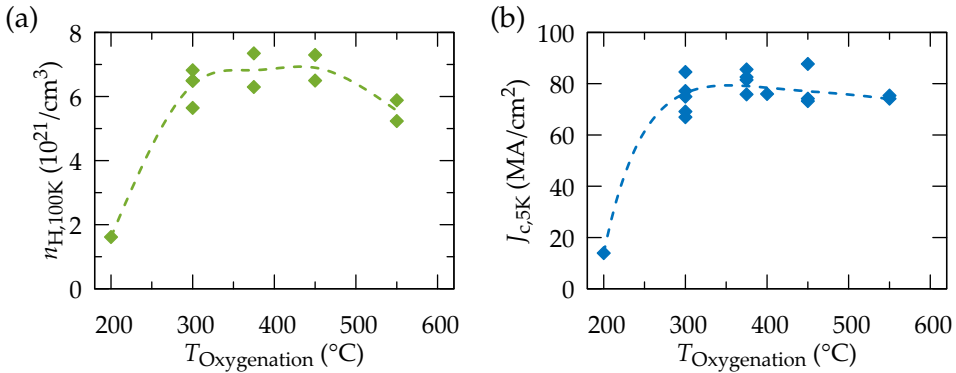 (a)
8
6
4
2
0
200 300 400 500 600
n_H,100K (10^21/cm^3)
T_Oxygenation (°C)
(b)
100
80
60
40
20
0
200 300 400 500 600
J_c,5K (MA/cm^2)
T_Oxygenation (°C)